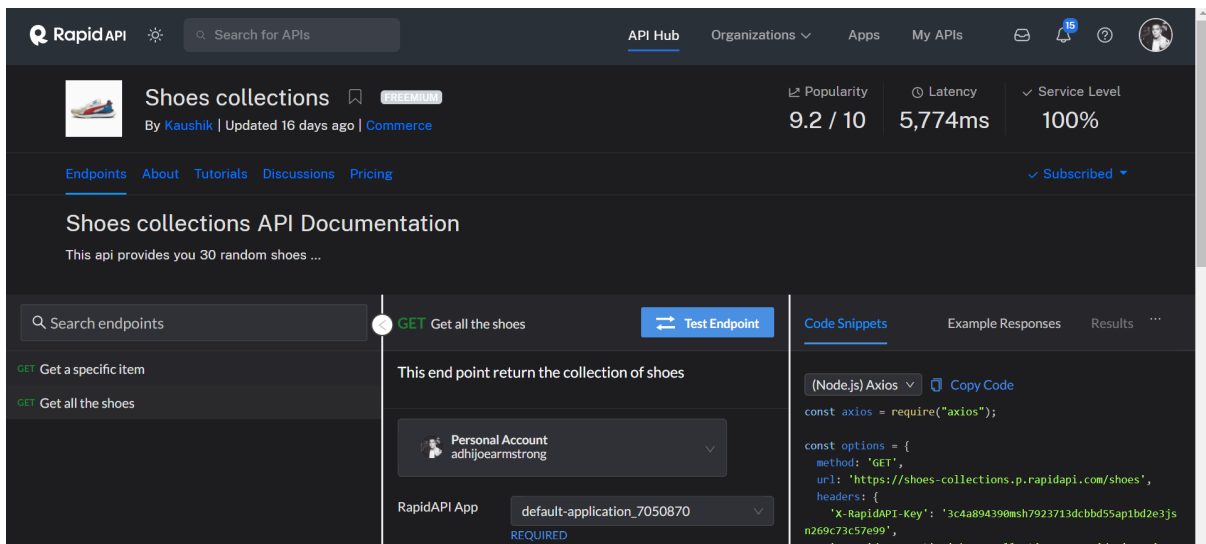 Rapid API
Search for APIs
API Hub
Organizations
Apps
My APIs
15
Shoes collections
FREEMIUM
By Kaushik | Updated 16 days ago | Commerce
Popularity
9.2 / 10
Latency
5,774ms
Service Level
100%
Endpoints About Tutorials Discussions Pricing
Subscribed
Shoes collections API Documentation
This api provides you 30 random shoes ...
Search endpoints
GET Get a specific item
GET Get all the shoes
GET Get all the shoes
Test Endpoint
This end point return the collection of shoes
Personal Account
adhijoearmstrong
RapidAPI App
default-application_7050870
REQUIRED
Code Snippets
Example Responses
Results
...
(Node.js) Axios
Copy Code
const axios = require("axios");
const options = {
method: 'GET',
url: 'https://shoes-collections.p.rapidapi.com/shoes',
headers: {
'X-RapidAPI-Key': '3c4a894390msh7923713dcbbd55ap1bd2e3js
n269c73c57e99',